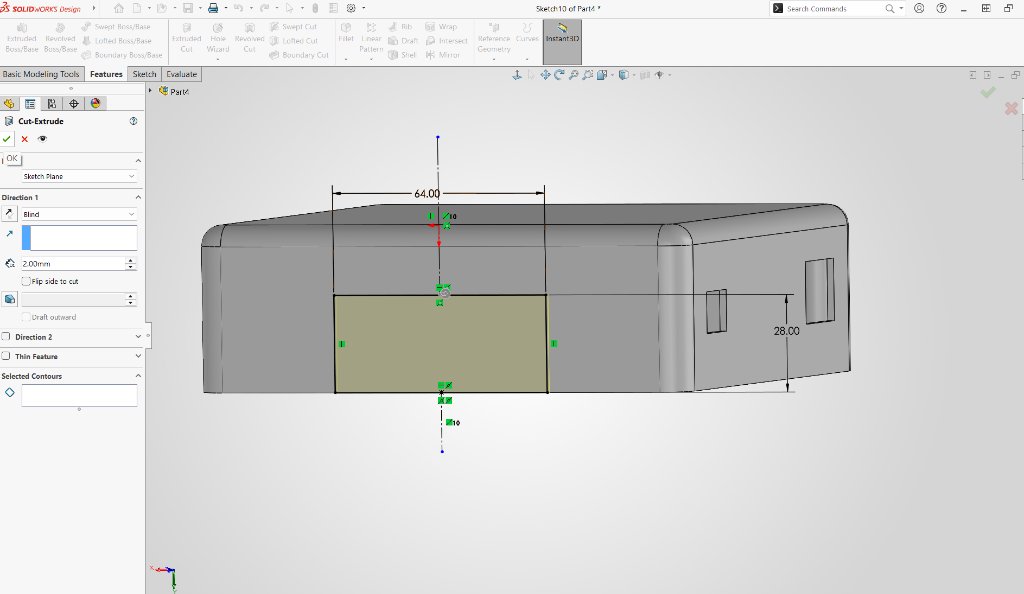 SOLIDWORKS Design
Sketch10 of Part4 *
Search Commands
Extruded Boss/Base
Revolved Boss/Base
Swept Boss/Base
Lofted Boss/Base
Boundary Boss/Base
Extruded Cut
Hole Wizard
Revolved Cut
Swept Cut
Lofted Cut
Boundary Cut
Fillet
Linear Pattern
Rib
Draft
Shell
Wrap
Intersect
Mirror
Reference Geometry
Curves
Instant3D
Basic Modeling Tools
Features
Sketch
Evaluate
Part4
Cut-Extrude
OK
Sketch Plane
Direction 1
Blind
2.00mm
Flip side to cut
Draft outward
Direction 2
Thin Feature
Selected Contours
64.00
10
28.00
10